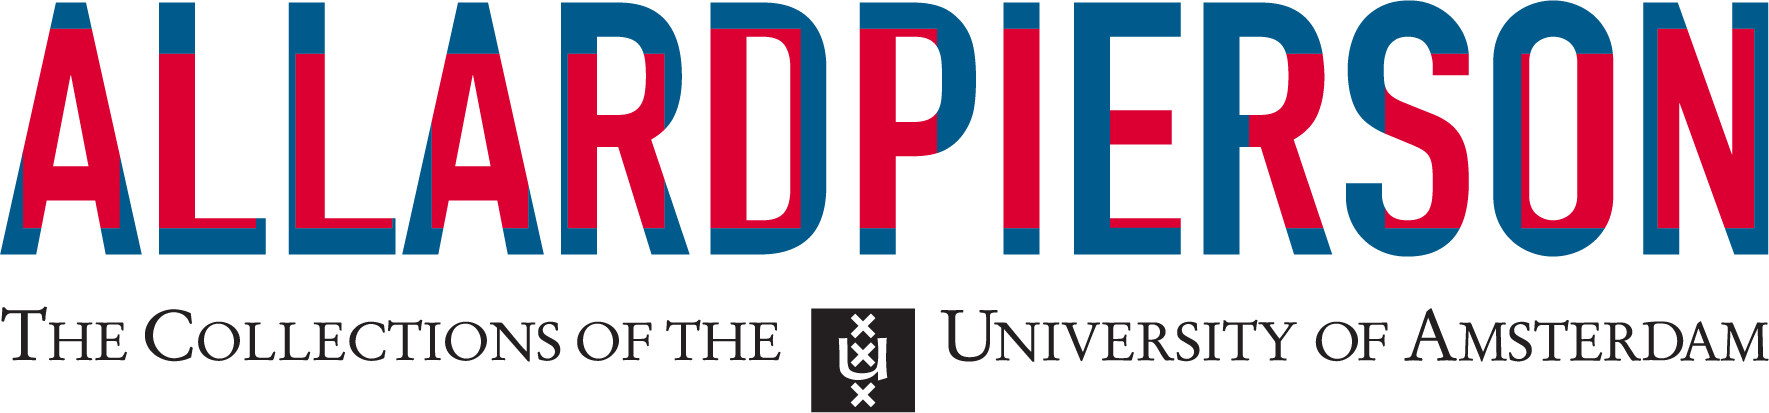 ALLARDPIERSON
THE COLLECTIONS OF THE UNIVERSITY OF AMSTERDAM